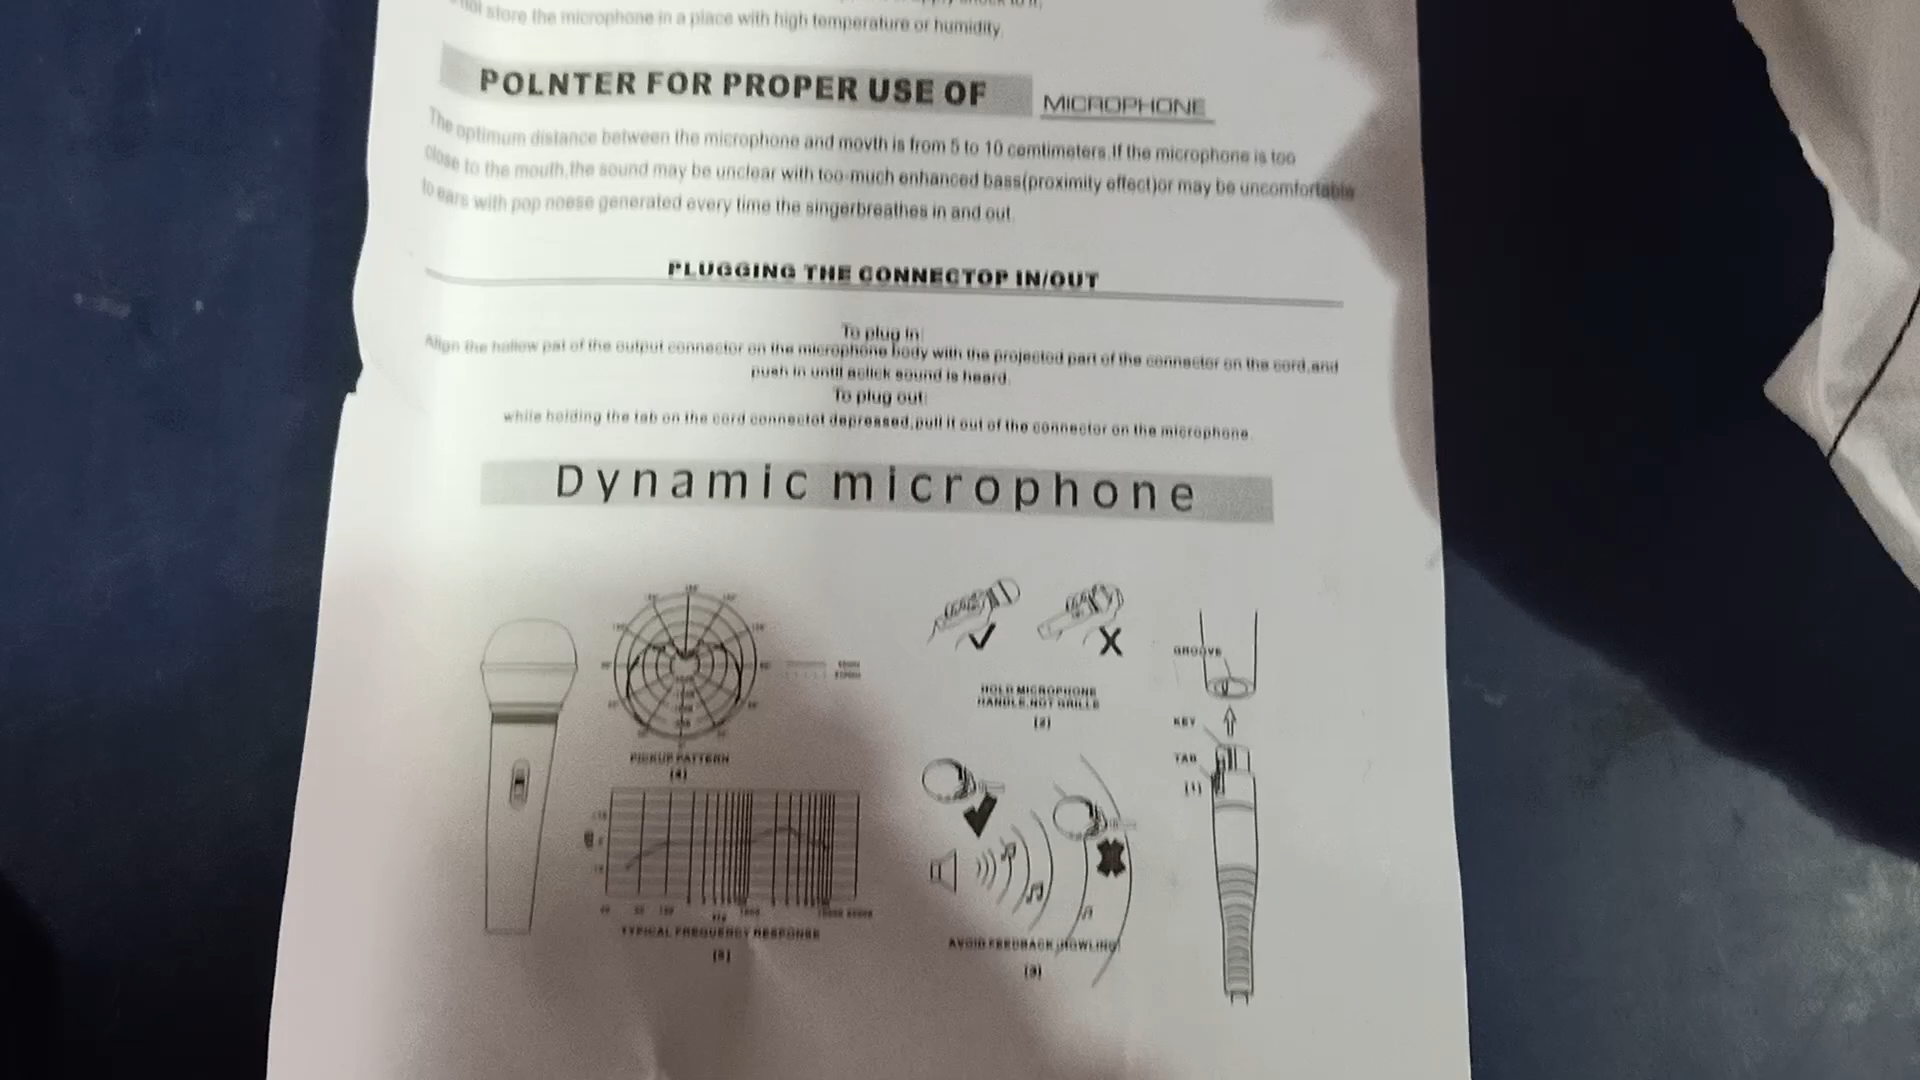 not store the microphone in a place with high temperature or humidity.
POLNTER FOR PROPER USE OF MICROPHONE
The optimum distance between the microphone and movth is from 5 to 10 cemtimeters.If the microphone is too
close to the mouth,the sound may be unclear with too-much enhanced bass(proximity effect)or may be uncomfortable
to ears with pop noese generated every time the singerbreathes in and out.
PLUGGING THE CONNECTOP IN/OUT
To plug in:
Align the hollow pat of the output connector on the microphone body with the projected part of the connector on the cord,and
push in until aclick sound is heard.
To plug out:
while holding the tab on the cord connectot depressed,pull it out of the connector on the microphone.
Dynamic microphone
GROOVE
HOLD MICROPHONE
HANDLE,NOT GRILLE
(2)
KEY
TAB
(1)
PICKUP PATTERN
(4)
TYPICAL FREQUENCY RESPONSE
(5)
AVOID FEEDBACK HOWLING
(3)